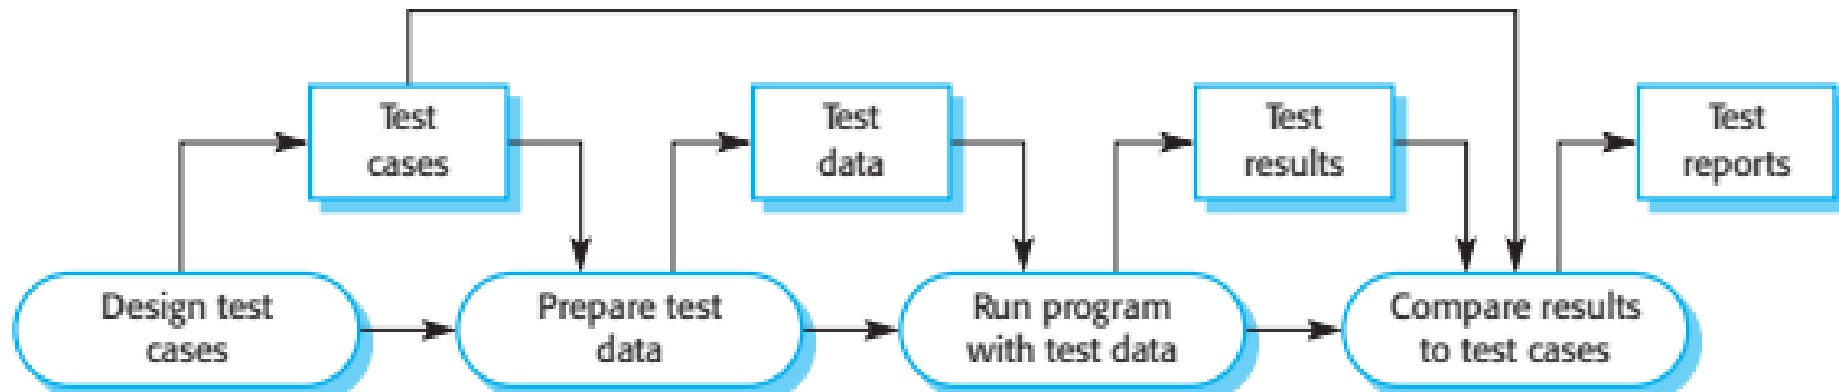 Test
cases
Test
data
Test
results
Test
reports
Design test
cases
Prepare test
data
Run program
with test data
Compare results
to test cases